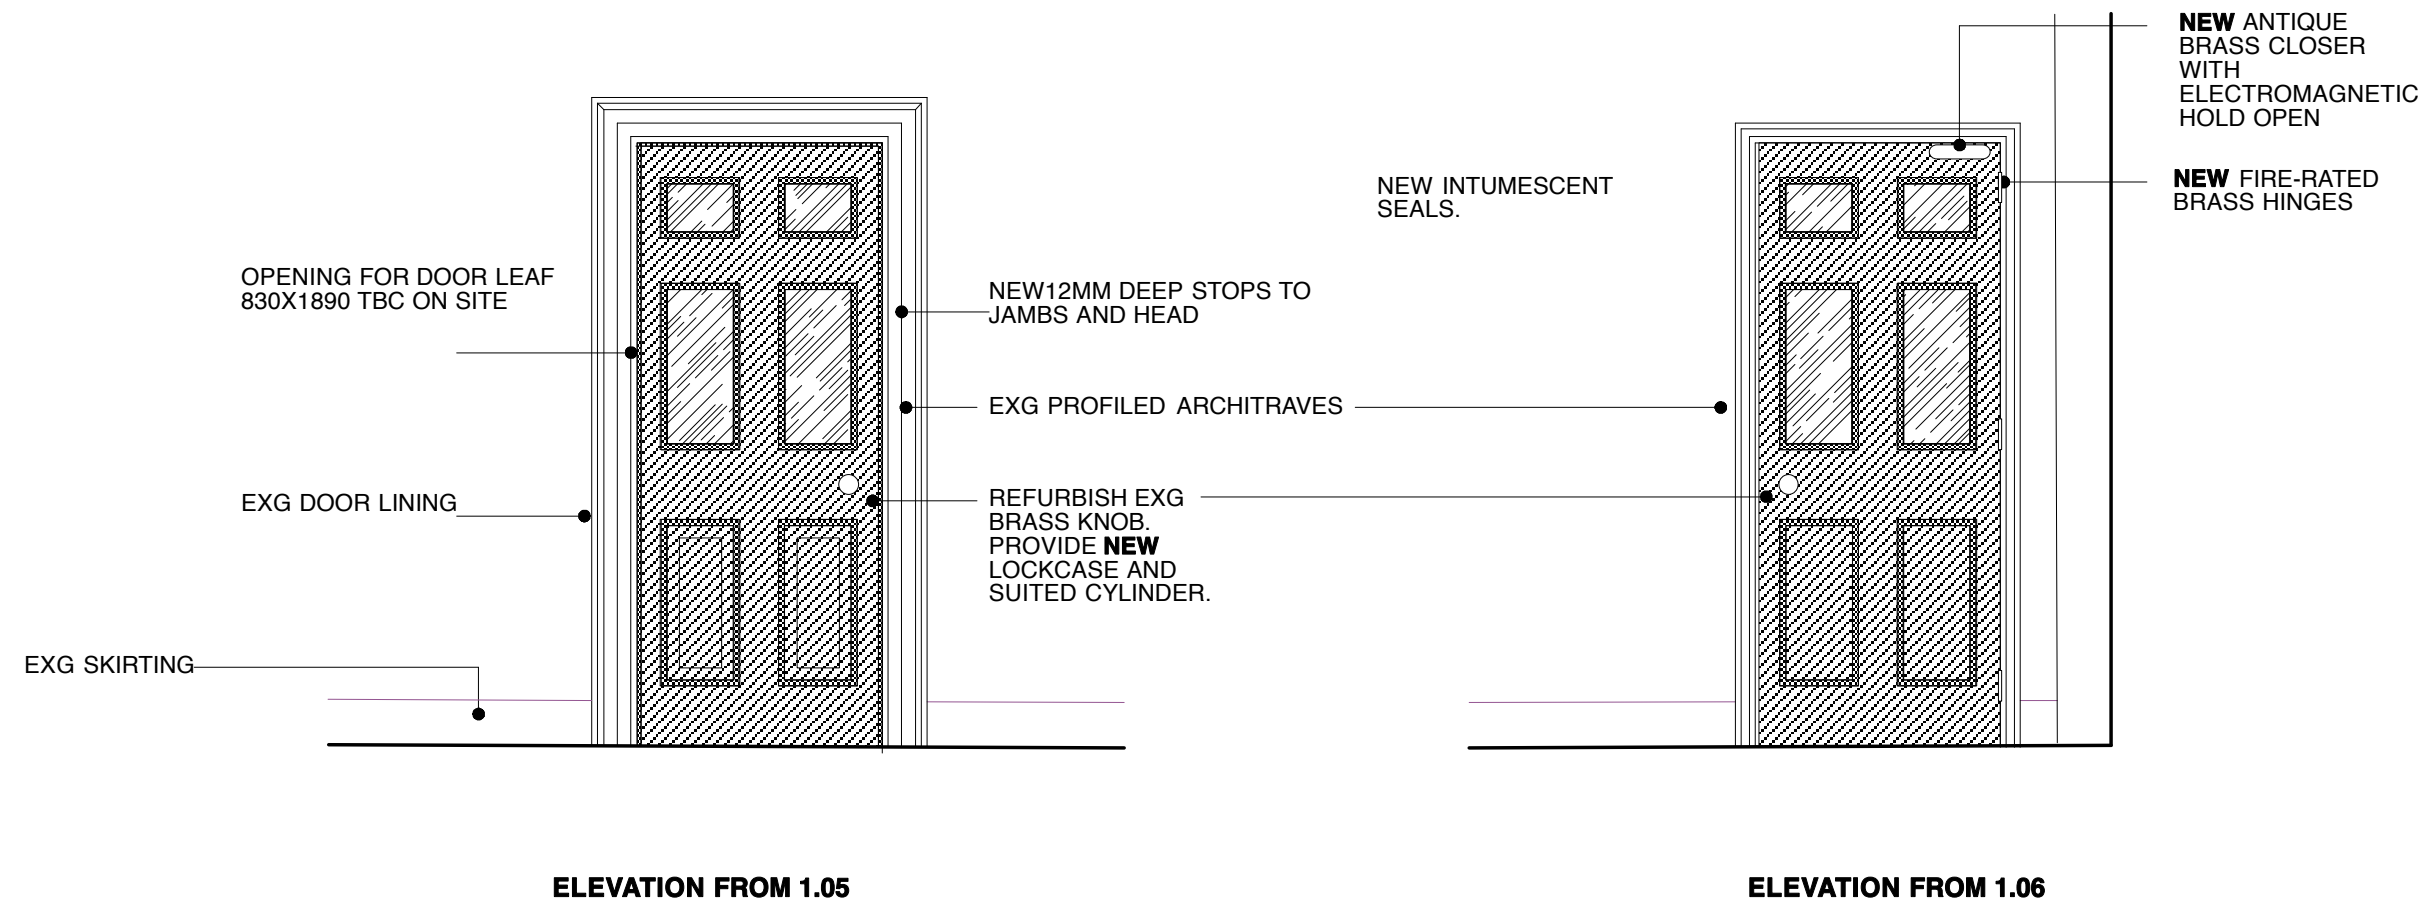 NEW ANTIQUE
BRASS CLOSER
WITH
ELECTROMAGNETIC
HOLD OPEN
NEW INTUMESCENT
SEALS.
NEW FIRE-RATED
BRASS HINGES
OPENING FOR DOOR LEAF
830X1890 TBC ON SITE
NEW12MM DEEP STOPS TO
JAMBS AND HEAD
EXG PROFILED ARCHITRAVES
EXG DOOR LINING
REFURBISH EXG
BRASS KNOB.
PROVIDE NEW
LOCKCASE AND
SUITED CYLINDER.
EXG SKIRTING
ELEVATION FROM 1.05
ELEVATION FROM 1.06